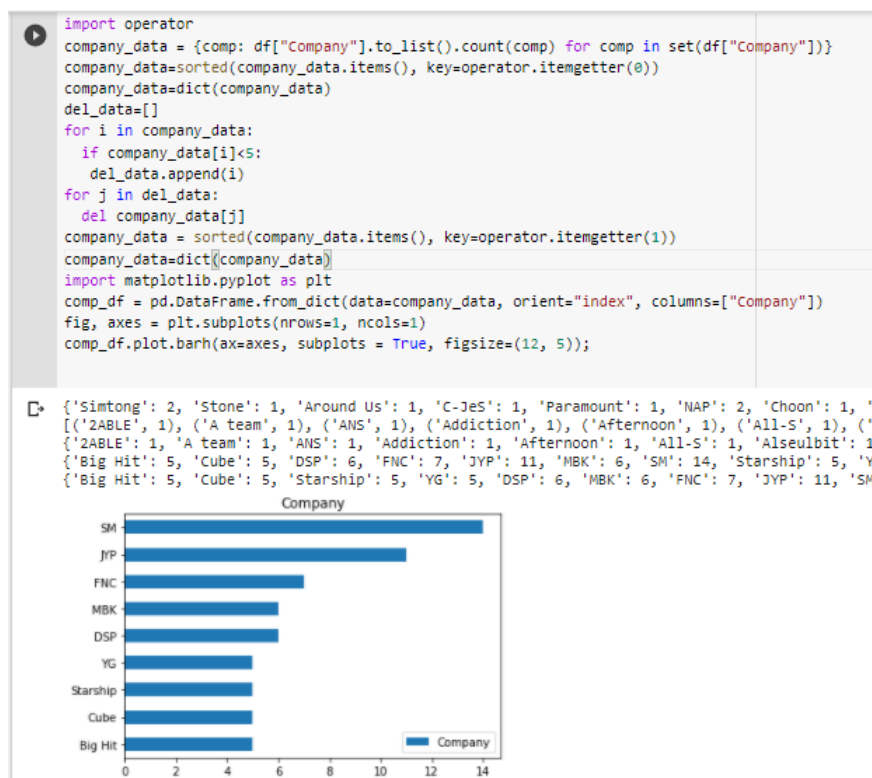 import operator
company_data = {comp: df["Company"].to_list().count(comp) for comp in set(df["Company"])}
company_data=sorted(company_data.items(), key=operator.itemgetter(0))
company_data=dict(company_data)
del_data=[]
for i in company_data:
  if company_data[i]<5:
   del_data.append(i)
for j in del_data:
  del company_data[j]
company_data = sorted(company_data.items(), key=operator.itemgetter(1))
company_data=dict(company_data)
import matplotlib.pyplot as plt
comp_df = pd.DataFrame.from_dict(data=company_data, orient="index", columns=["Company"])
fig, axes = plt.subplots(nrows=1, ncols=1)
comp_df.plot.barh(ax=axes, subplots = True, figsize=(12, 5));
{'Simtong': 2, 'Stone': 1, 'Around Us': 1, 'C-JeS': 1, 'Paramount': 1, 'NAP': 2, 'Choon': 1, '
[('2ABLE', 1), ('A team', 1), ('ANS', 1), ('Addiction', 1), ('Afternoon', 1), ('All-S', 1), ('
{'2ABLE': 1, 'A team': 1, 'ANS': 1, 'Addiction': 1, 'Afternoon': 1, 'All-S': 1, 'Alseulbit': 1
{'Big Hit': 5, 'Cube': 5, 'DSP': 6, 'FNC': 7, 'JYP': 11, 'MBK': 6, 'SM': 14, 'Starship': 5, 'Y
{'Big Hit': 5, 'Cube': 5, 'Starship': 5, 'YG': 5, 'DSP': 6, 'MBK': 6, 'FNC': 7, 'JYP': 11, 'SM
Company
SM
JYP
FNC
MBK
DSP
YG
Starship
Cube
Big Hit
Company
0 2 4 6 8 10 12 14